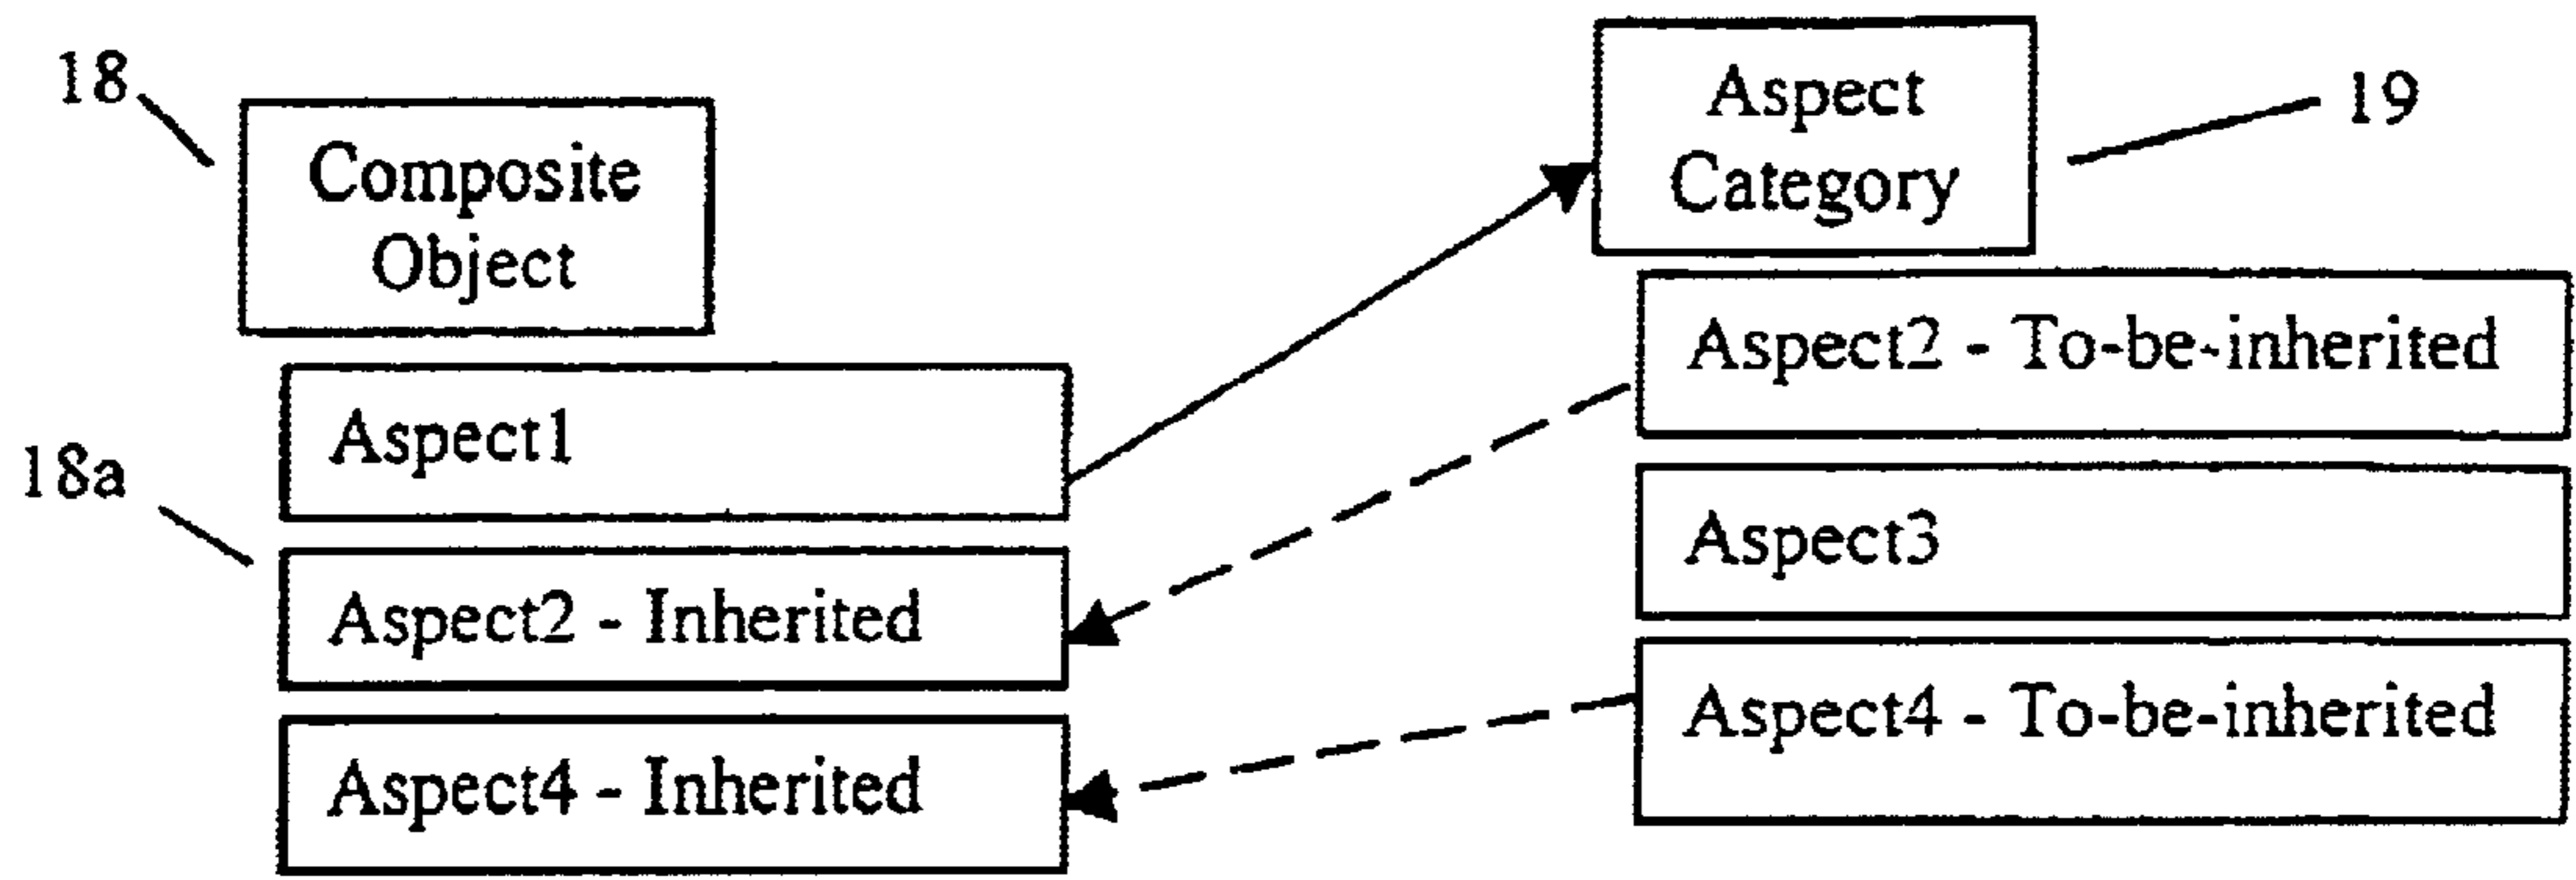 18
Composite
Object
Aspect1
18a
Aspect2 - Inherited
Aspect4 - Inherited
Aspect
Category
19
Aspect2 - To-be-inherited
Aspect3
Aspect4 - To-be-inherited